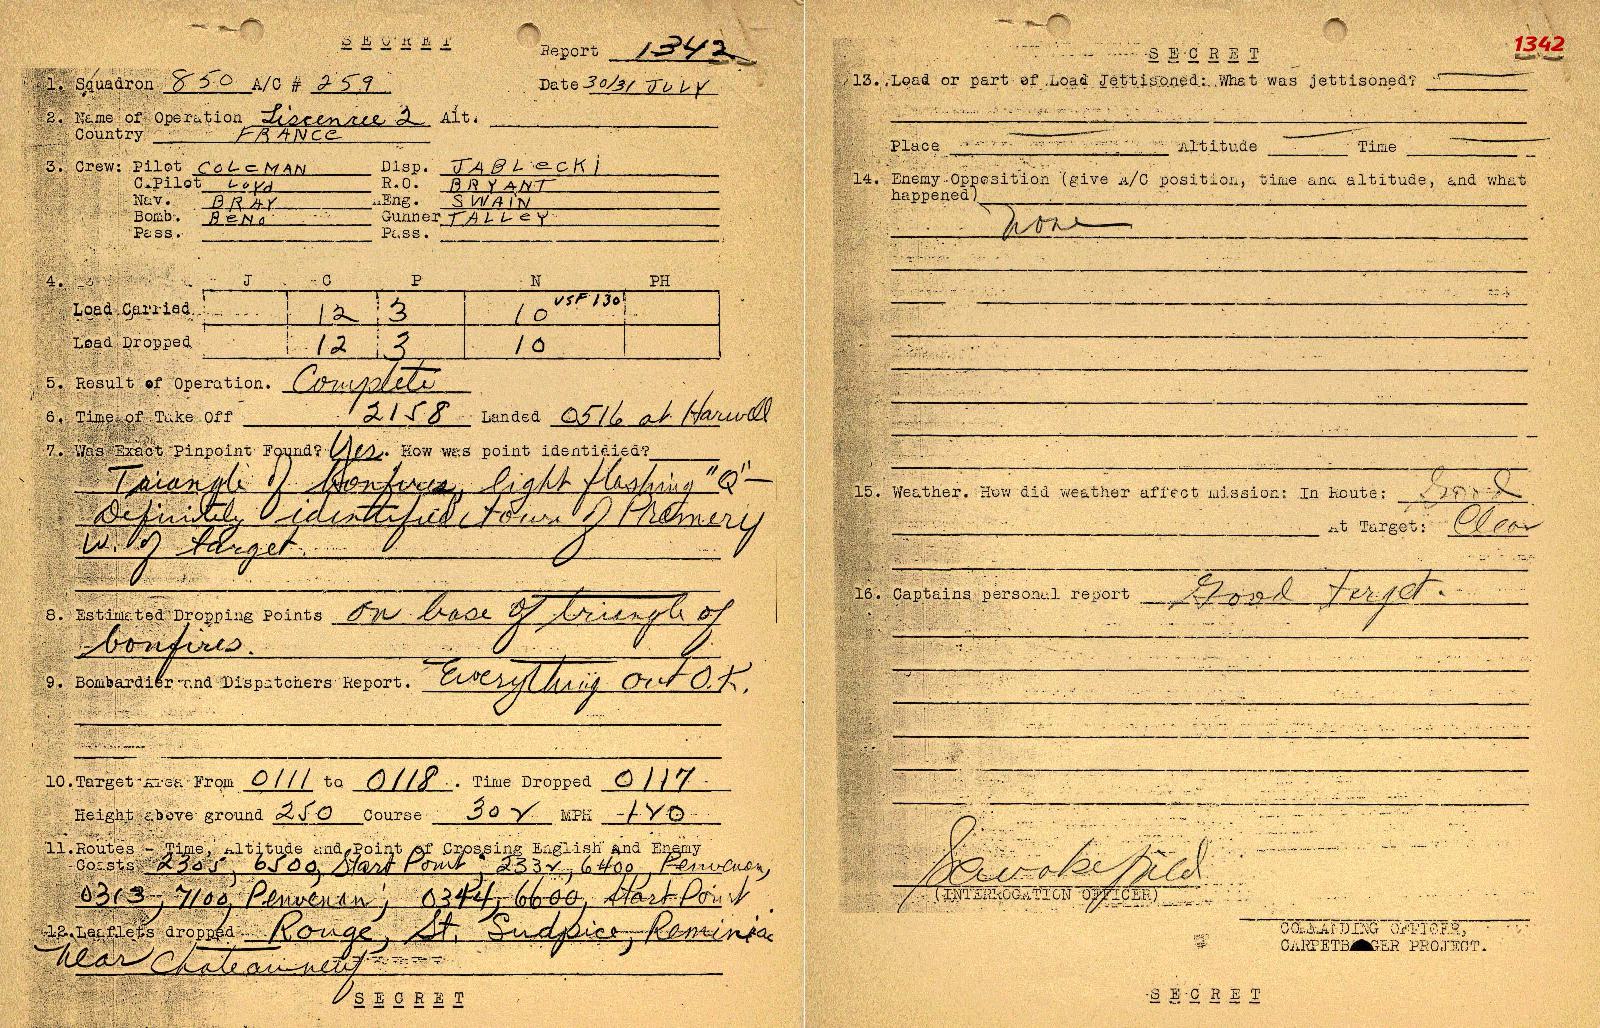 SECRET
Report 1342
1. Squadron 850 A/C # 259 Date 30/31 JULY
2. Name of Operation Liscensee 2 Alt.
Country FRANCE
3. Crew: Pilot COLEMAN Disp. JABLECKI
C.Pilot LOYD R.O. BRYANT
Nav. BRAY Eng. SWAIN
Bomb. BENO Gunner TALLEY
Pass. Pass.
4. J C P N PH
Load Carried 12 3 10 USF 130
Load Dropped 12 3 10
5. Result of Operation. Complete
6. Time of Take Off 2158 Landed 0516 at Harwell
7. Was Exact Pinpoint Found? Yes. How was point identidied?
Triangle of bonfires, light flashing "Q"—
Definitely identified town of Premery
W. of target.
8. Estimated Dropping Points on base of triangle of
bonfires.
9. Bombardier and Dispatchers Report. Everything out O.K.
10. Target Area From 0111 to 0118. Time Dropped 0117
Height above ground 250 Course 302 MPH 120
11. Routes - Time, Altitude and Point of Crossing English and Enemy
Coasts 2305, 6500, Start Point; 2332, 6400, Penvenan,
0313, 7100, Penvenan; 0344, 6600, Start Point
12. Leaflets dropped Rouge, St. Sudpice, Reminiac
near Chateauneuf
SECRET
SECRET
1342
13. Load or part of Load Jettisoned: What was jettisoned?
Place Altitude Time
14. Enemy Opposition (give A/C position, time and altitude, and what
happened)
none
15. Weather. How did weather affect mission: In Route: Good
At Target: Clear
16. Captains personal report Good terget.
(INTERROGATION OFFICER)
COMMANDING OFFICER,
CARPETBAGGER PROJECT.
SECRET